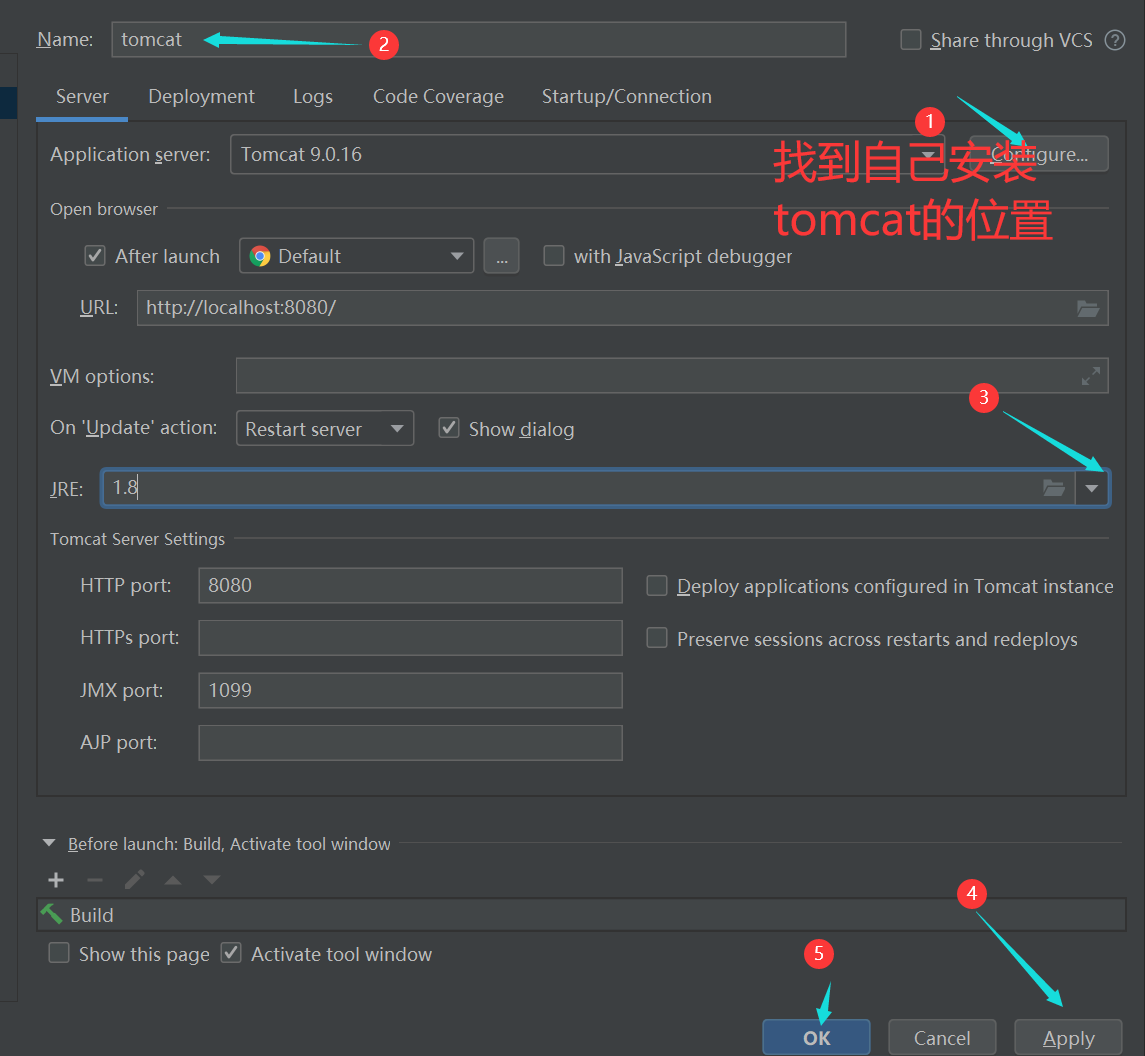 Name: tomcat 2 Share through VCS ?
Server Deployment Logs Code Coverage Startup/Connection
1
Application server: Tomcat 9.0.16 Configure...
找到自己安装
tomcat的位置
Open browser
After launch Default ... with JavaScript debugger
URL: http://localhost:8080/
VM options:
3
On 'Update' action: Restart server Show dialog
JRE: 1.8
Tomcat Server Settings
HTTP port: 8080 Deploy applications configured in Tomcat instance
HTTPs port: Preserve sessions across restarts and redeploys
JMX port: 1099
AJP port:
Before launch: Build, Activate tool window
4
Build
Show this page Activate tool window
5
OK Cancel Apply